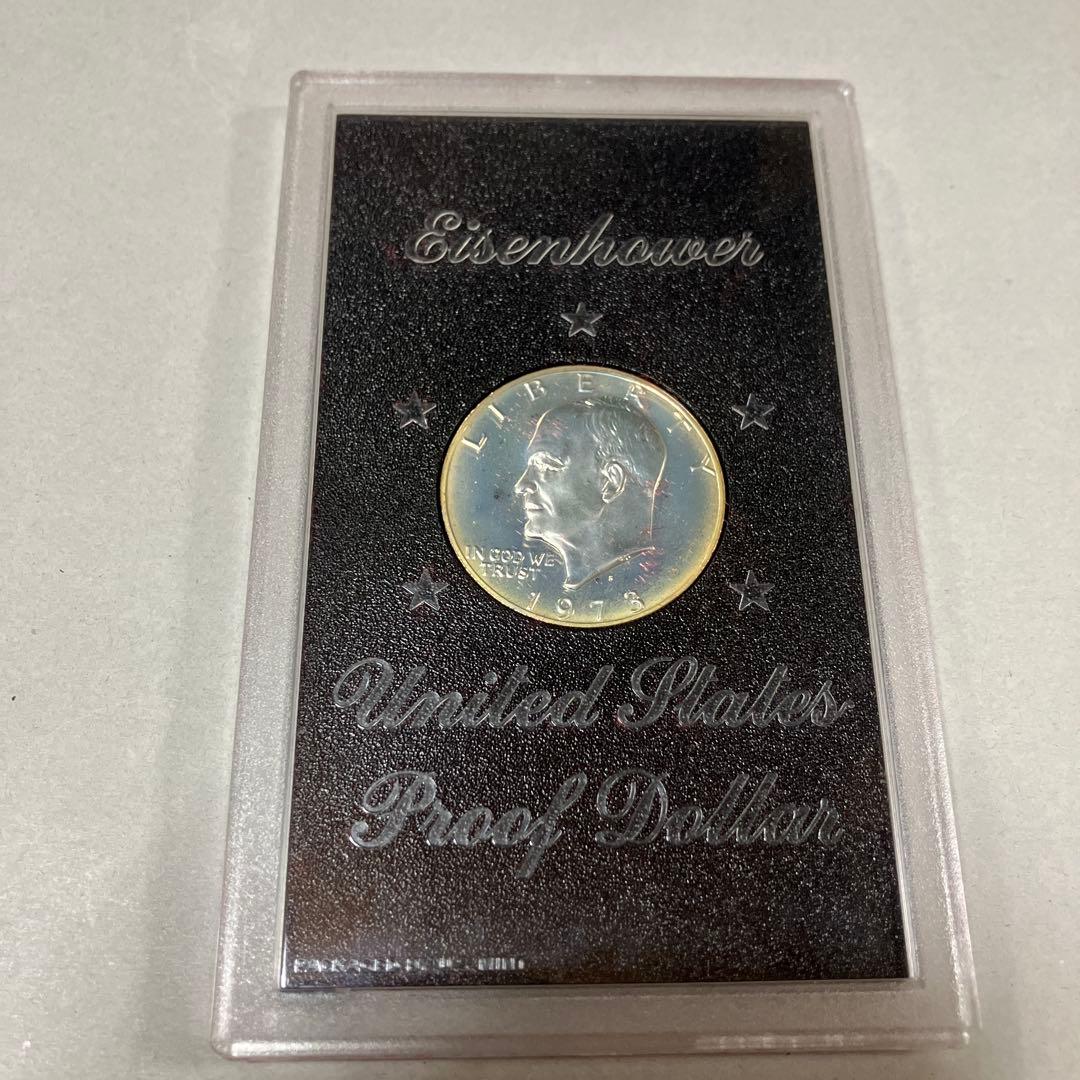 Eisenhower
LIBERTY
IN GOD WE
TRUST
S
1973
United States
Proof Dollar